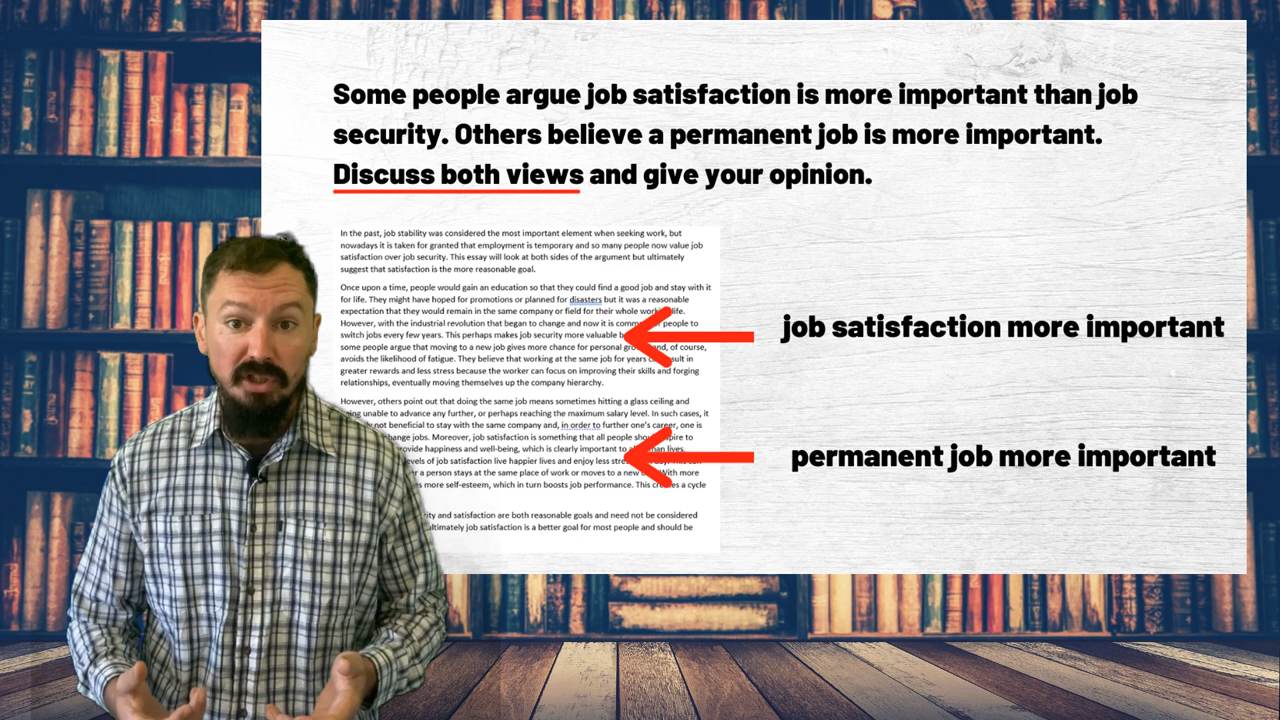 Some people argue job satisfaction is more important than job
security. Others believe a permanent job is more important.
Discuss both views and give your opinion.
In the past, job stability was considered the most important element when seeking work, but
nowadays it is taken for granted that employment is temporary and so many people now value job
satisfaction over job security. This essay will look at both sides of the argument but ultimately
suggest that satisfaction is the more reasonable goal.
Once upon a time, people would gain an education so that they could find a good job and stay with it
for life. They might have hoped for promotions or planned for disasters but it was a reasonable
expectation that they would remain in the same company or field for their whole life.
However, with the industrial revolution that began to change and now it is people to
switch jobs every few years. This perhaps makes job security more valuable
some people argue that moving to a new job gives more chance for personal and, of course,
avoids the likelihood of fatigue. They believe that working at the same job for years in
greater rewards and less stress because the worker can focus on improving their skills and forging
relationships, eventually moving themselves up the company hierarchy.
However, others point out that doing the same job means sometimes hitting a glass ceiling and
being unable to advance any further, or perhaps reaching the maximum salary level. In such cases, it
not beneficial to stay with the same company and, in order to further one's career, one is
change jobs. Moreover, job satisfaction is something that all people to
provide happiness and well-being, which is clearly important to lives.
levels of job satisfaction live happier lives and enjoy less
a person stays at the same place of work or moves to a new With more
more self-esteem, which in turn boosts job performance. This a cycle
and satisfaction are both reasonable goals and need not be considered
ultimately job satisfaction is a better goal for most people and should be
job satisfaction more important
permanent job more important